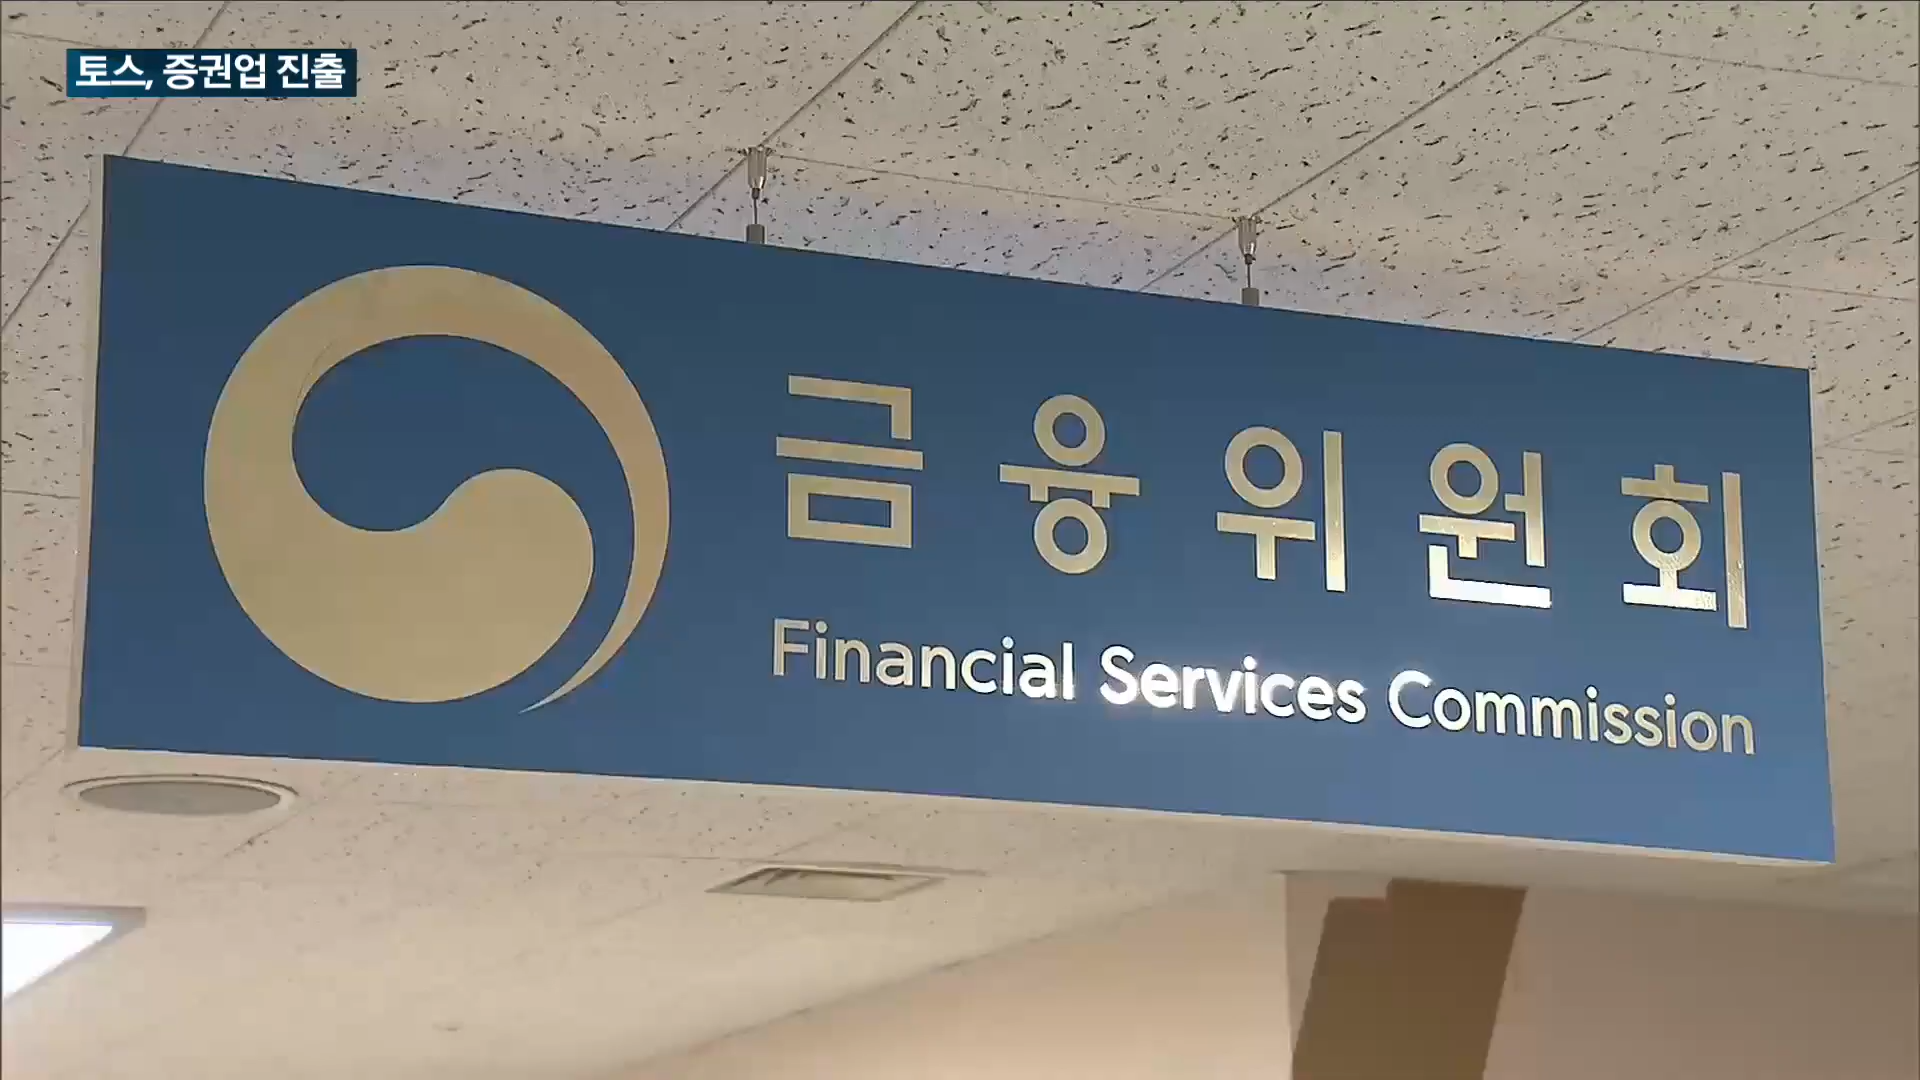 토스, 증권업 진출
금융위원회
Financial Services Commission